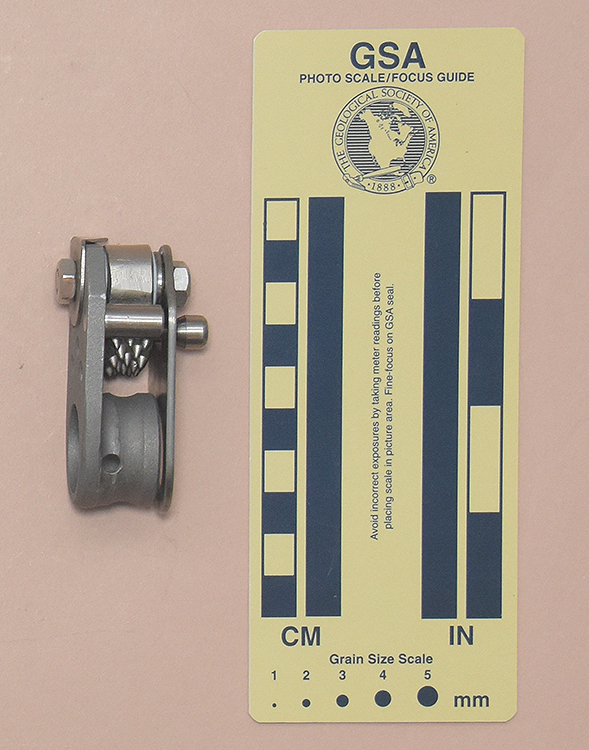 GSA
PHOTO SCALE/FOCUS GUIDE
THE GEOLOGICAL SOCIETY OF AMERICA
1888
®
Avoid incorrect exposures by taking meter readings before
placing scale in picture area. Fine-focus on GSA seal.
CM
IN
Grain Size Scale
1 2 3 4 5
mm